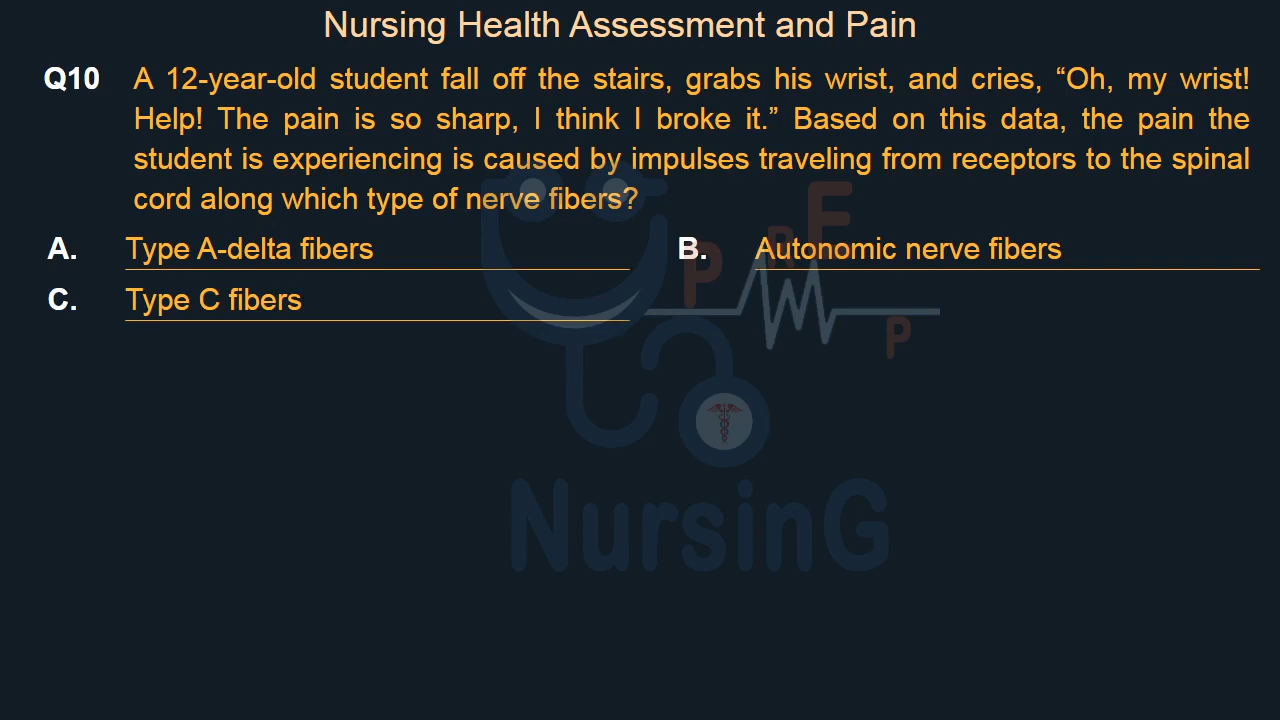 Nursing Health Assessment and Pain
Q10 A 12-year-old student fall off the stairs, grabs his wrist, and cries, “Oh, my wrist!
Help! The pain is so sharp, I think I broke it.” Based on this data, the pain the
student is experiencing is caused by impulses traveling from receptors to the spinal
cord along which type of nerve fibers?
A. Type A-delta fibers B. Autonomic nerve fibers
C. Type C fibers
P R F
P
NursinG